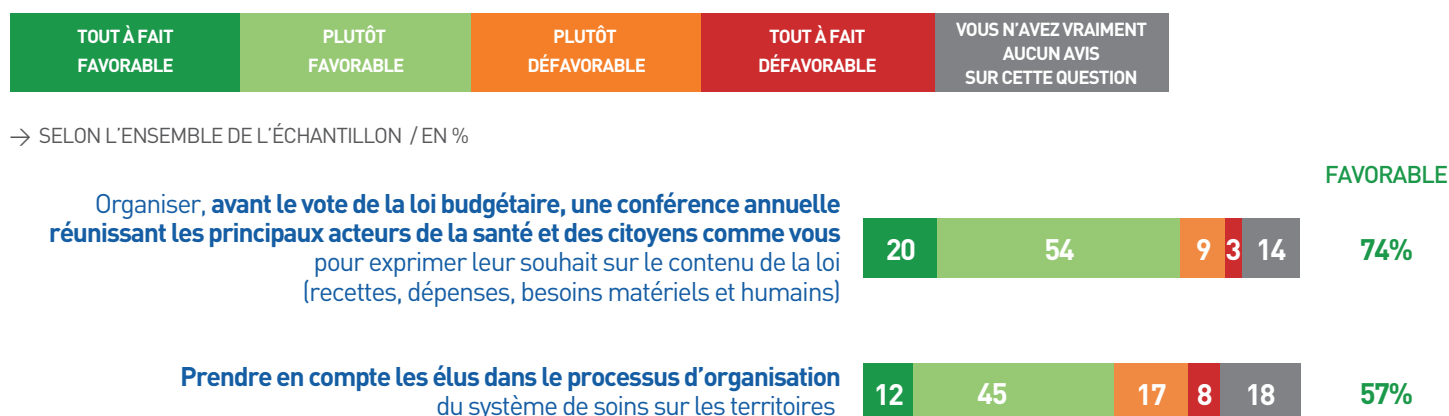 TOUT À FAIT
FAVORABLE
PLUTÔT
FAVORABLE
PLUTÔT
DÉFAVORABLE
TOUT À FAIT
DÉFAVORABLE
VOUS N'AVEZ VRAIMENT
AUCUN AVIS
SUR CETTE QUESTION
→ SELON L'ENSEMBLE DE L'ÉCHANTILLON / EN %
FAVORABLE
Organiser, avant le vote de la loi budgétaire, une conférence annuelle
réunissant les principaux acteurs de la santé et des citoyens comme vous
pour exprimer leur souhait sur le contenu de la loi
(recettes, dépenses, besoins matériels et humains)
20 54 9 3 14 74%
Prendre en compte les élus dans le processus d'organisation
du système de soins sur les territoires
12 45 17 8 18 57%